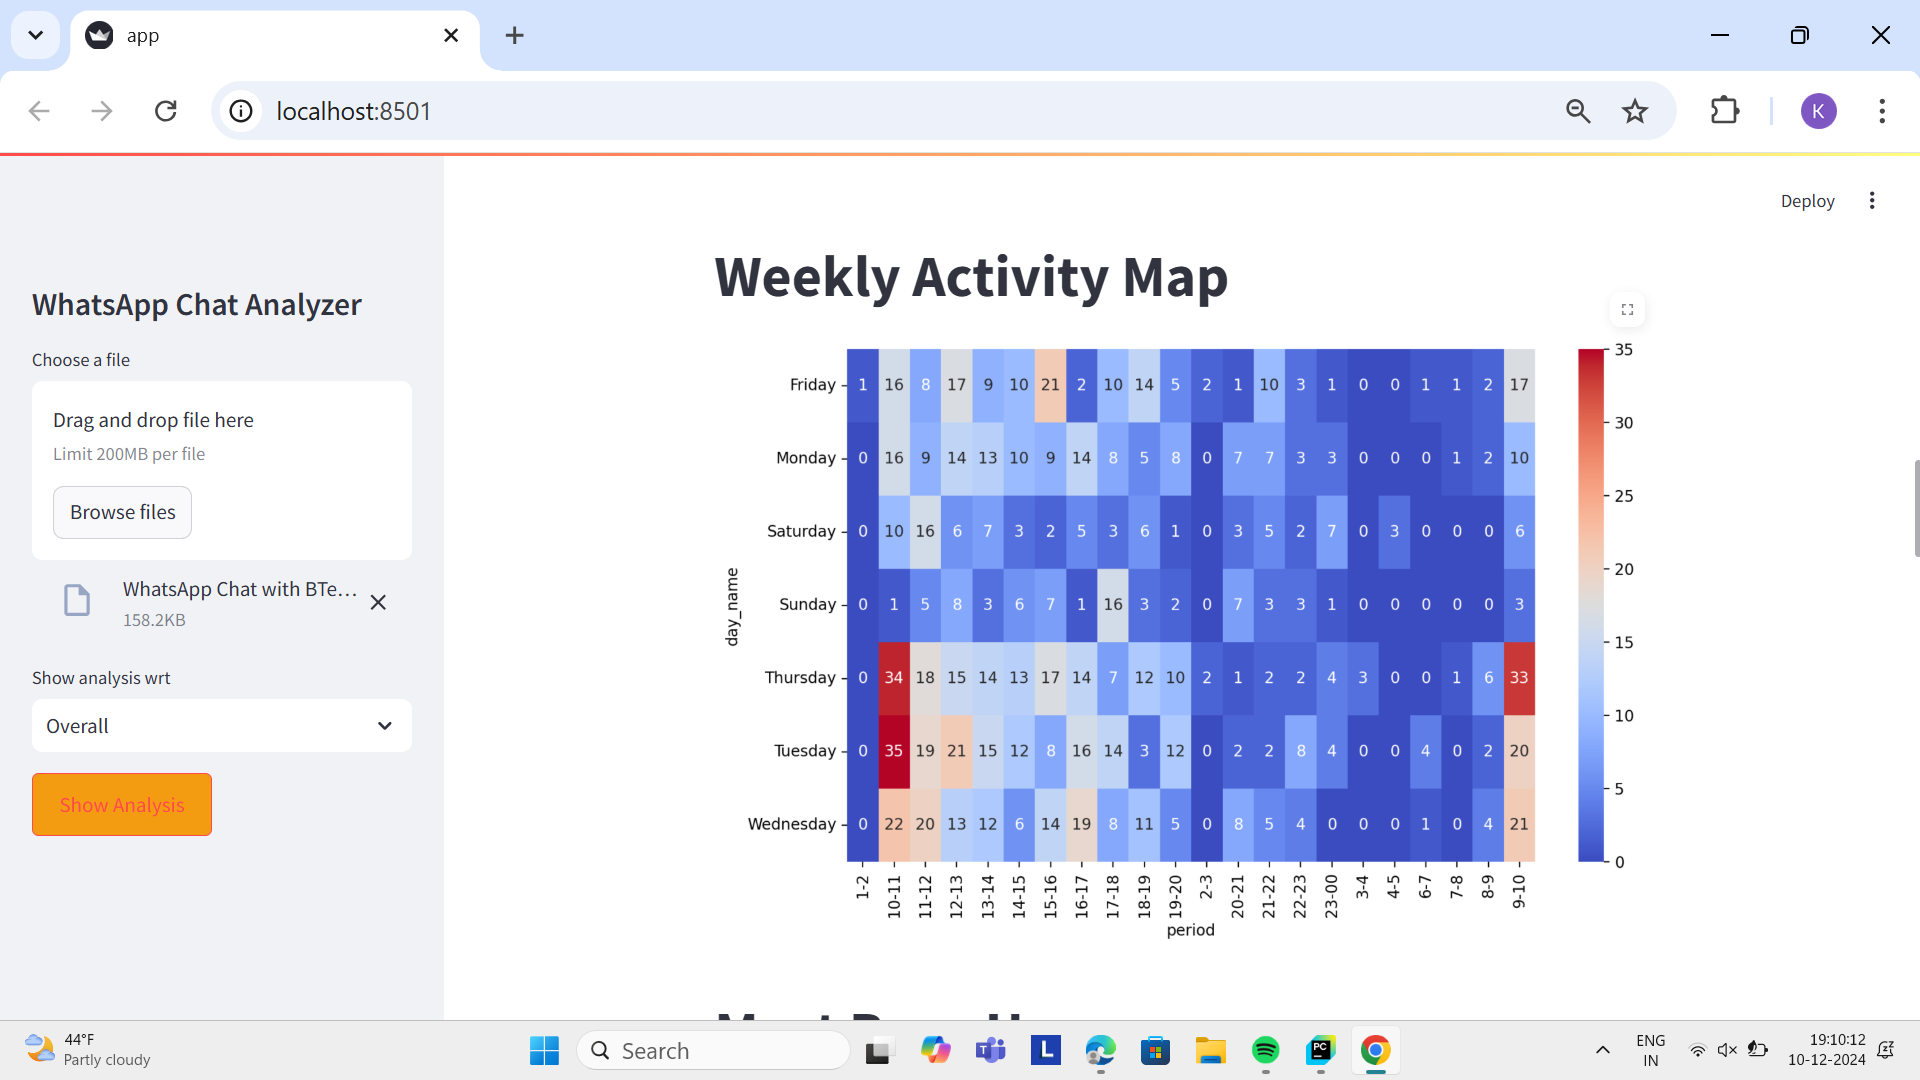 app
localhost:8501
K
Deploy
WhatsApp Chat Analyzer
Choose a file
Drag and drop file here
Limit 200MB per file
Browse files
WhatsApp Chat with BTe...
158.2KB
Show analysis wrt
Overall
Show Analysis
Weekly Activity Map
day_name
Friday 1 16 8 17 9 10 21 2 10 14 5 2 1 10 3 1 0 0 1 1 2 17
Monday 0 16 9 14 13 10 9 14 8 5 8 0 7 7 3 3 0 0 0 1 2 10
Saturday 0 10 16 6 7 3 2 5 3 6 1 0 3 5 2 7 0 3 0 0 0 6
Sunday 0 1 5 8 3 6 7 1 16 3 2 0 7 3 3 1 0 0 0 0 0 3
Thursday 0 34 18 15 14 13 17 14 7 12 10 2 1 2 2 4 3 0 0 1 6 33
Tuesday 0 35 19 21 15 12 8 16 14 3 12 0 2 2 8 4 0 0 4 0 2 20
Wednesday 0 22 20 13 12 6 14 19 8 11 5 0 8 5 4 0 0 0 1 0 4 21
1-2 10-11 11-12 12-13 13-14 14-15 15-16 16-17 17-18 18-19 19-20 2-3 20-21 21-22 22-23 23-00 3-4 4-5 6-7 7-8 8-9 9-10
period
35
30
25
20
15
10
5
0
44°F
Partly cloudy
Search
L
PC
ENG
IN
19:10:12
10-12-2024